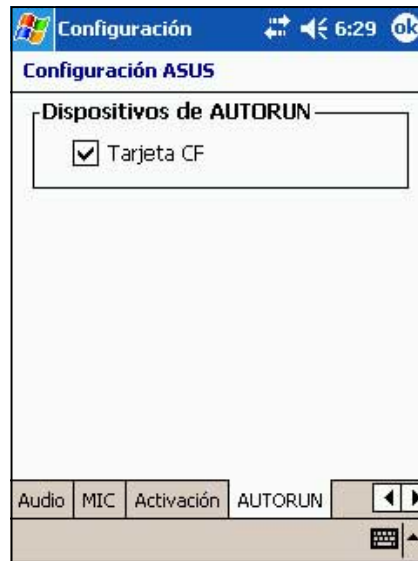 Configuración 6:29 ok
Configuración ASUS
Dispositivos de AUTORUN
Tarjeta CF
Audio MIC Activación AUTORUN